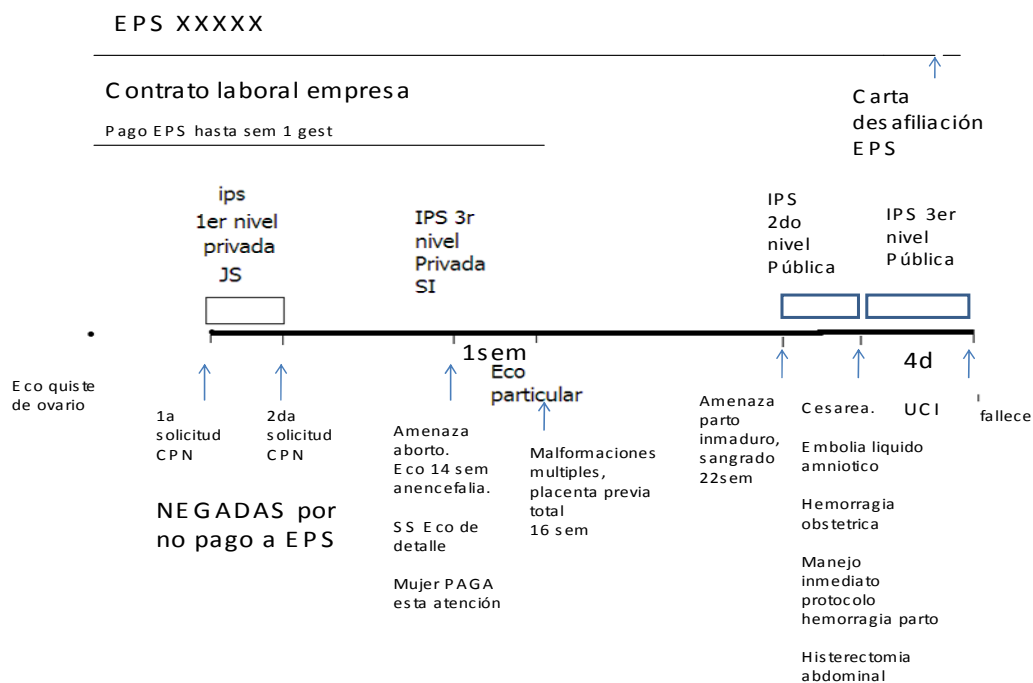 EPS XXXXX
Contrato laboral empresa
Pago EPS hasta sem 1 gest
Carta
desafiliación
EPS
ips
1er nivel
privada
JS
IPS 3r
nivel
Privada
SI
IPS
2do
nivel
Pública
IPS 3er
nivel
Pública
Eco quiste
de ovario
1a
solicitud
CPN
2da
solicitud
CPN
NEGADAS por
no pago a EPS
1sem
Eco
particular
Amenaza
aborto.
Eco 14 sem
anencefalia.
SS Eco de
detalle
Mujer PAGA
esta atención
Malformaciones
multiples,
placenta previa
total
16 sem
Amenaza
parto
inmaduro,
sangrado
22sem
Cesarea.
Embolia liquido
amniotico
Hemorragia
obstetrica
Manejo
inmediato
protocolo
hemorragia parto
Histerectomia
abdominal
4d
UCI
fallece